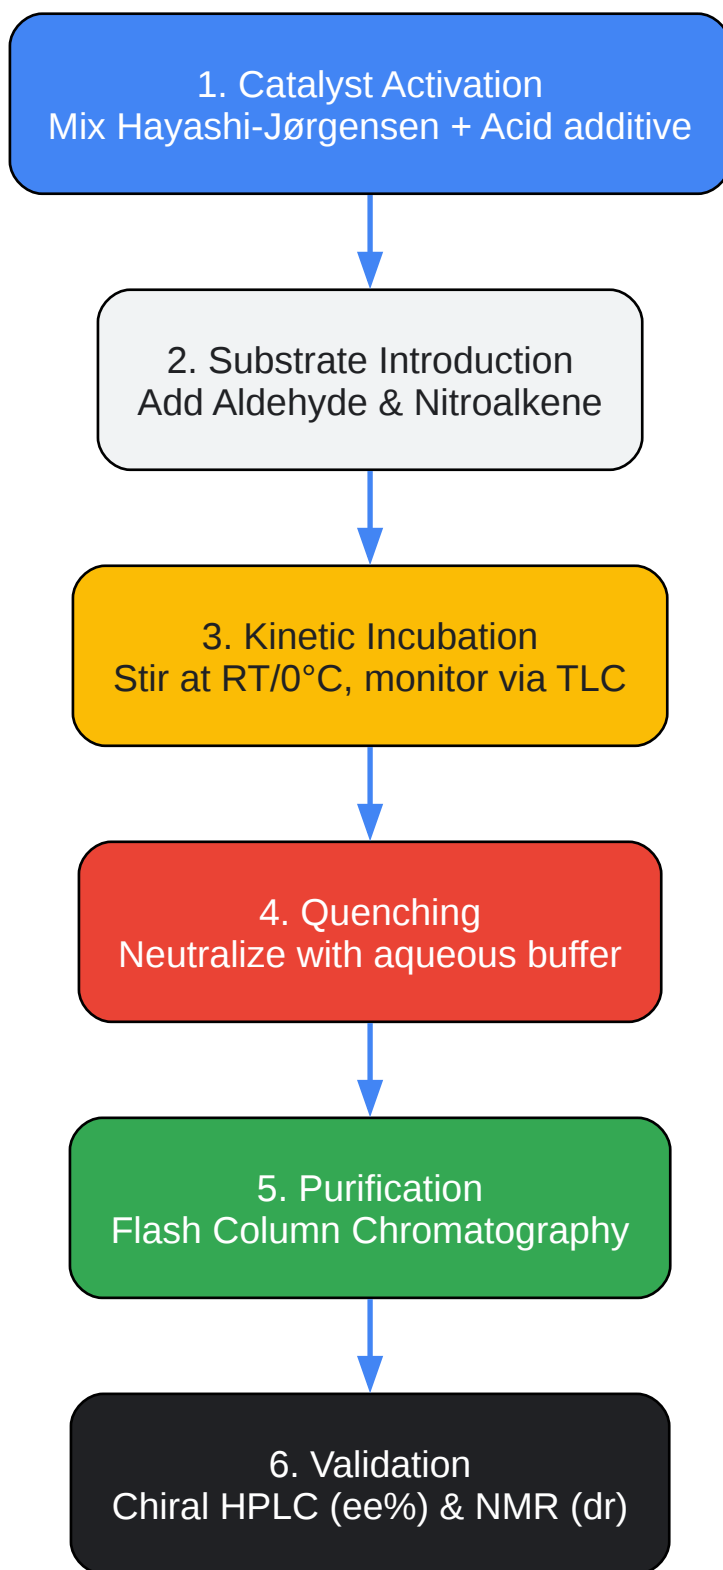 1. Catalyst Activation
Mix Hayashi-Jørgensen + Acid additive
2. Substrate Introduction
Add Aldehyde & Nitroalkene
3. Kinetic Incubation
Stir at RT/0°C, monitor via TLC
4. Quenching
Neutralize with aqueous buffer
5. Purification
Flash Column Chromatography
6. Validation
Chiral HPLC (ee%) & NMR (dr)